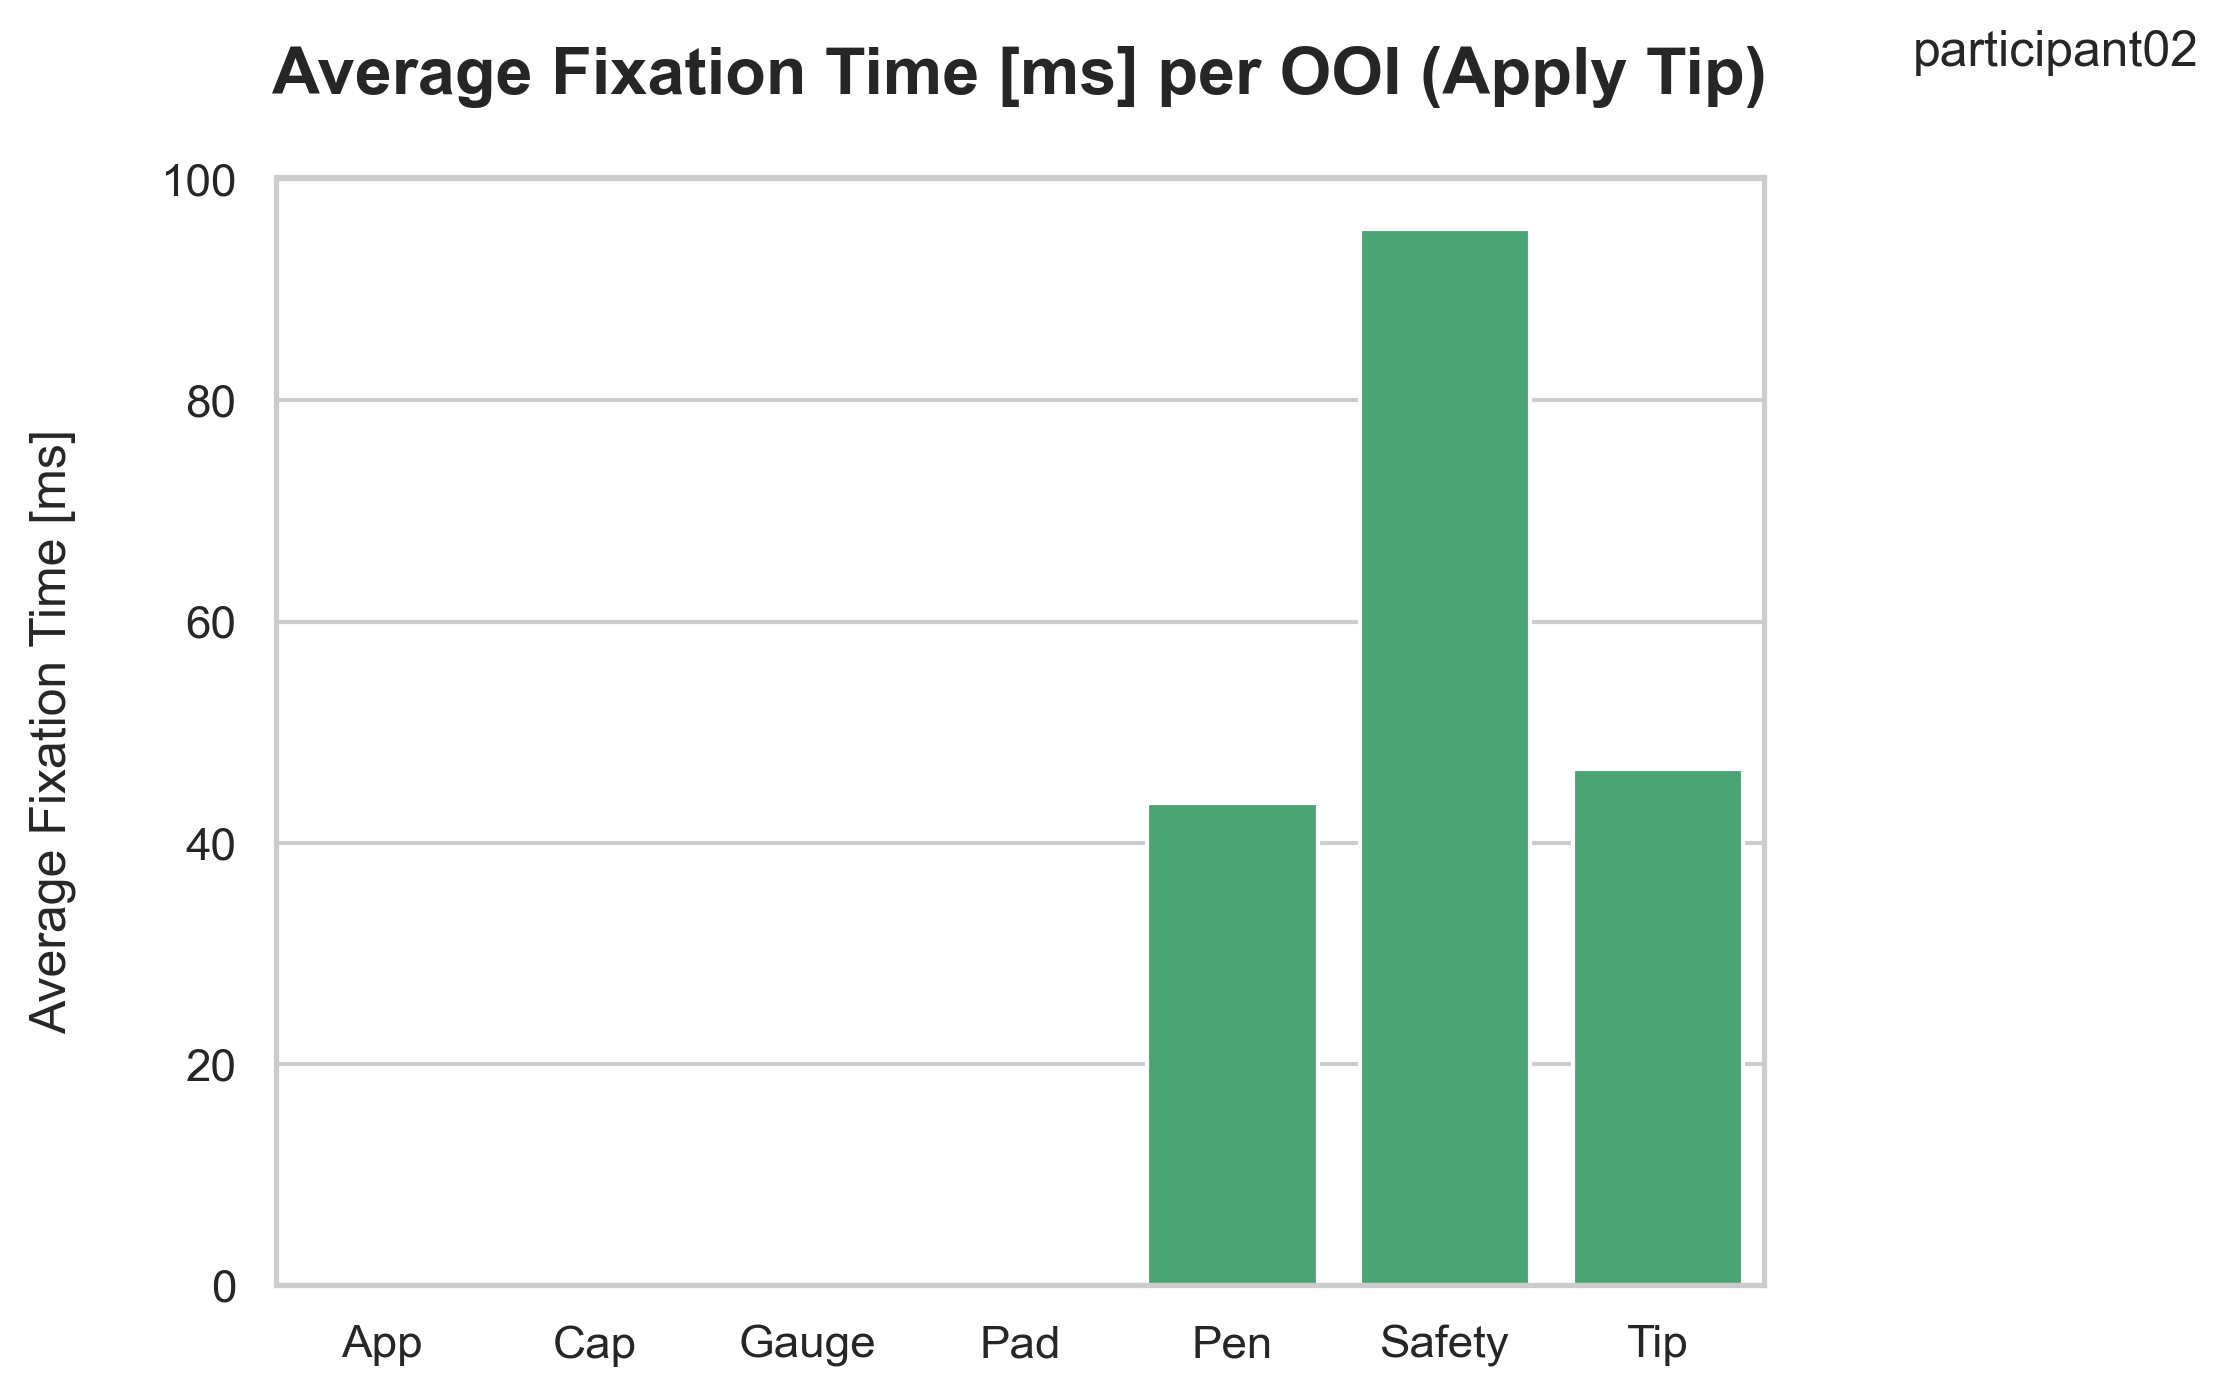 participant02
Average Fixation Time [ms] per OOI (Apply Tip)
Average Fixation Time [ms]
100
80
60
40
20
0
App Cap Gauge Pad Pen Safety Tip